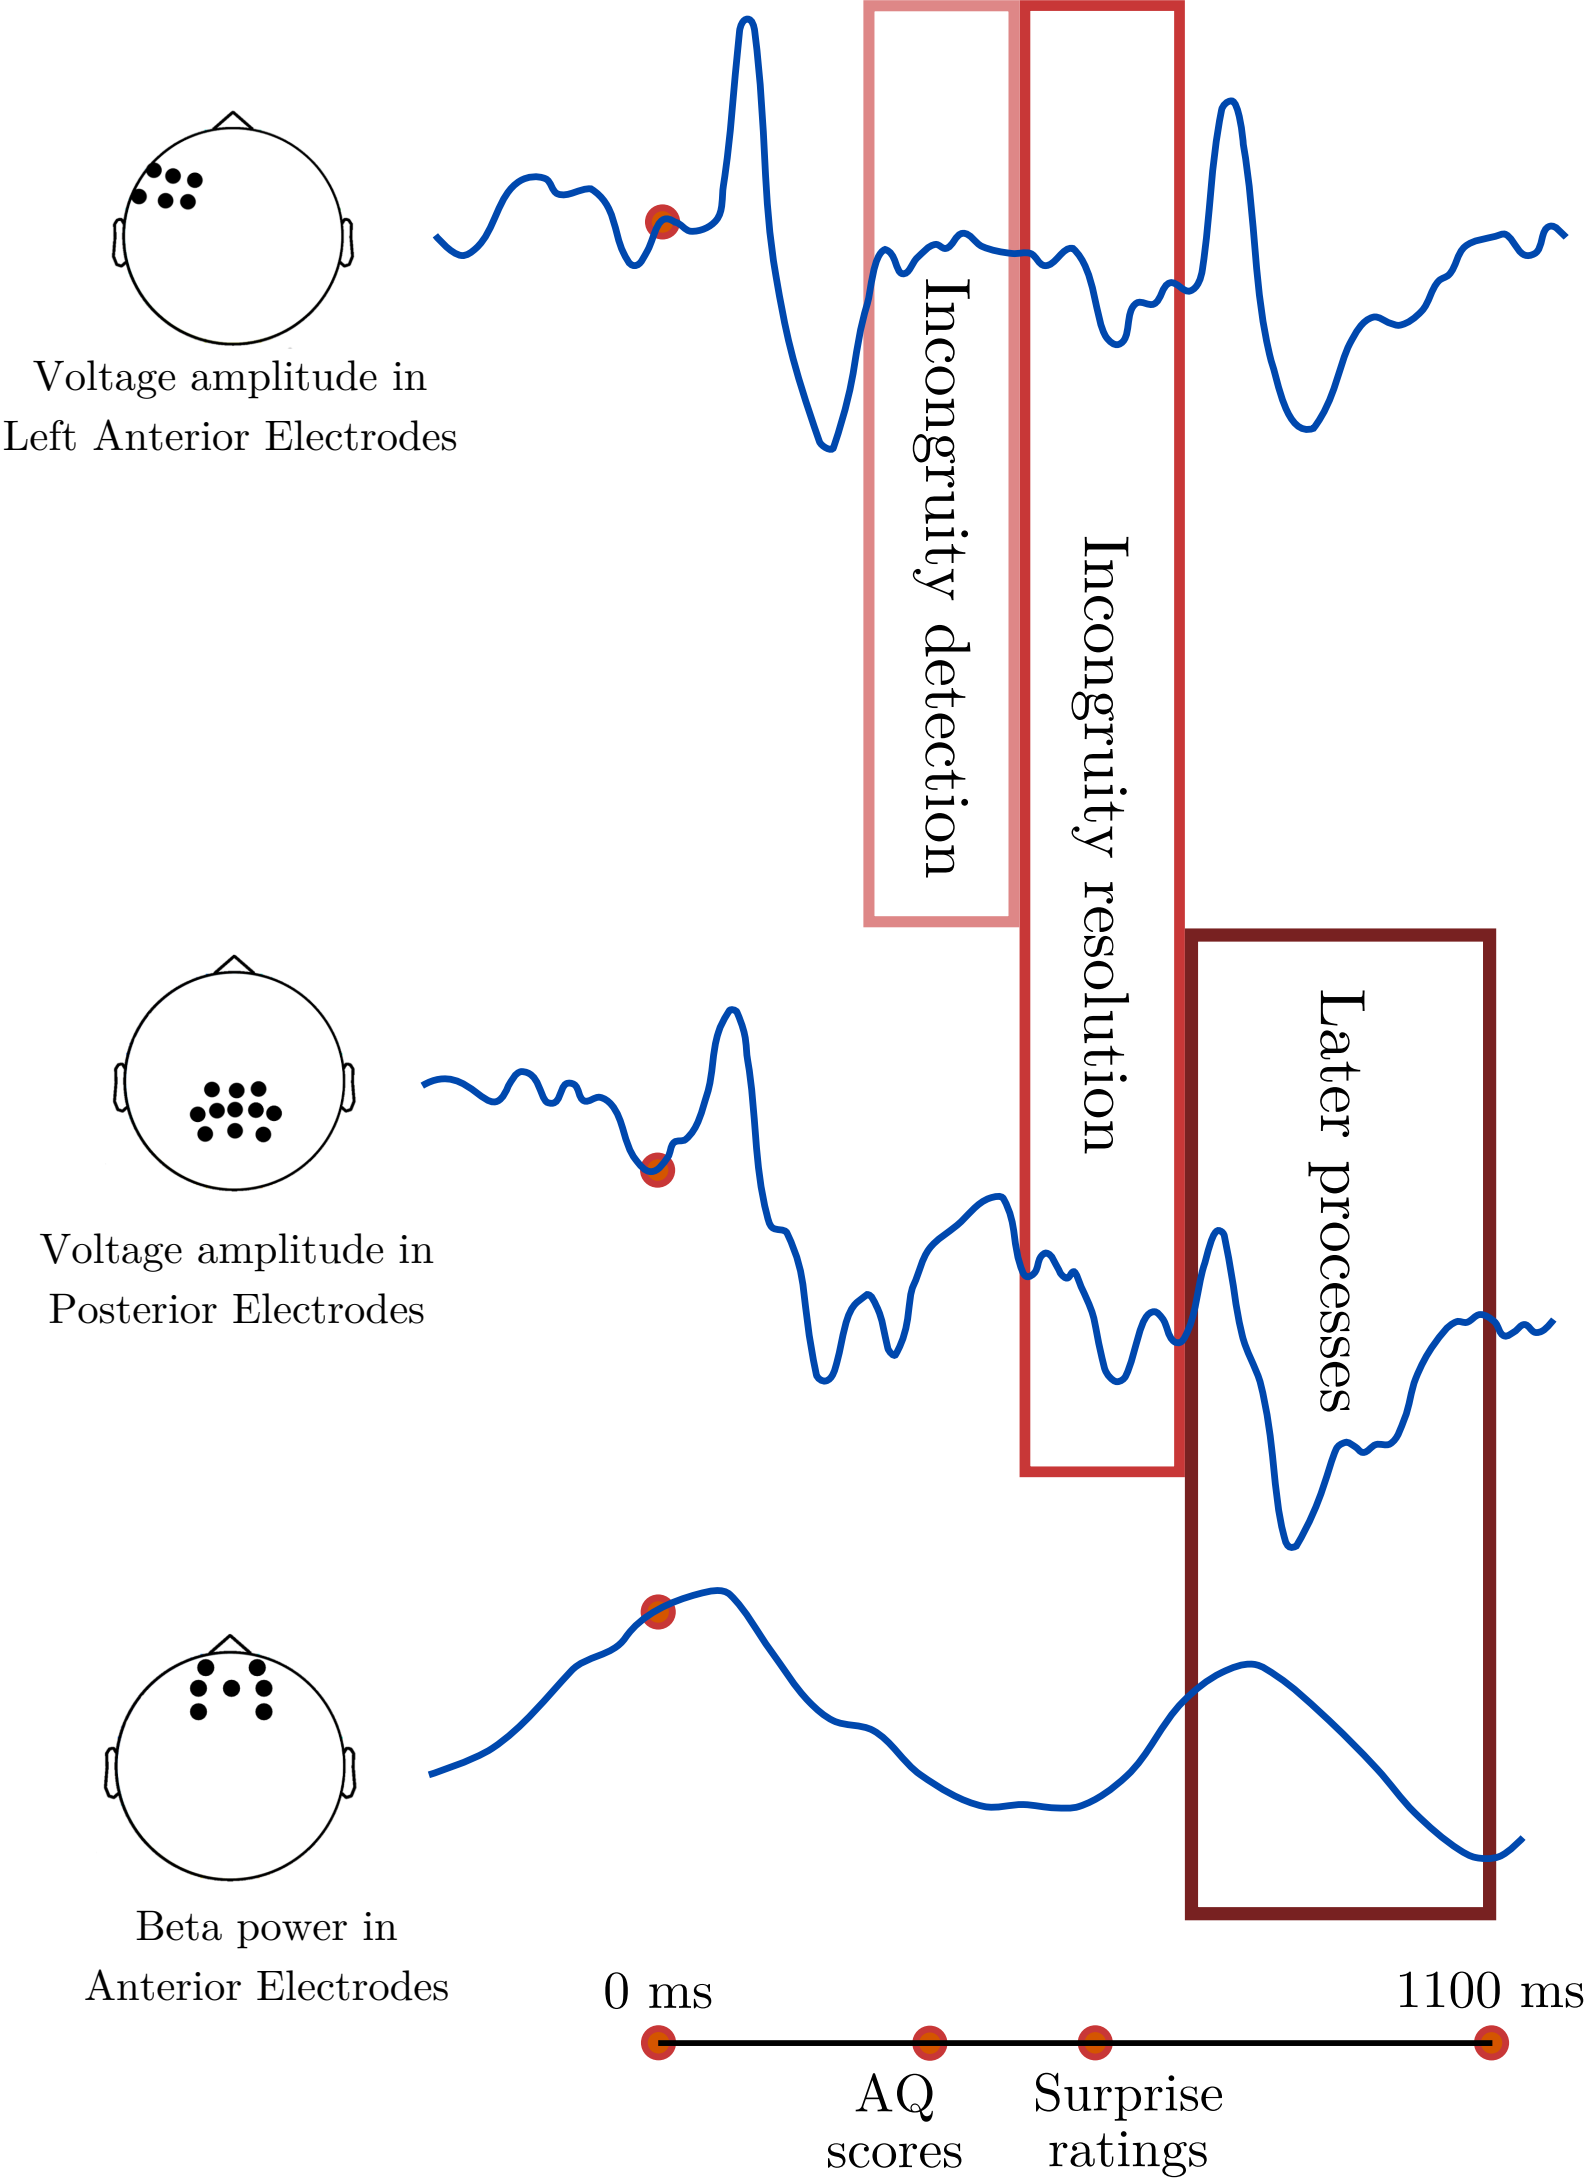 Voltage amplitude in
Left Anterior Electrodes
Incongruity detection
Incongruity resolution
Voltage amplitude in
Posterior Electrodes
Later processes
Beta power in
Anterior Electrodes
0 ms
1100 ms
AQ
scores
Surprise
ratings